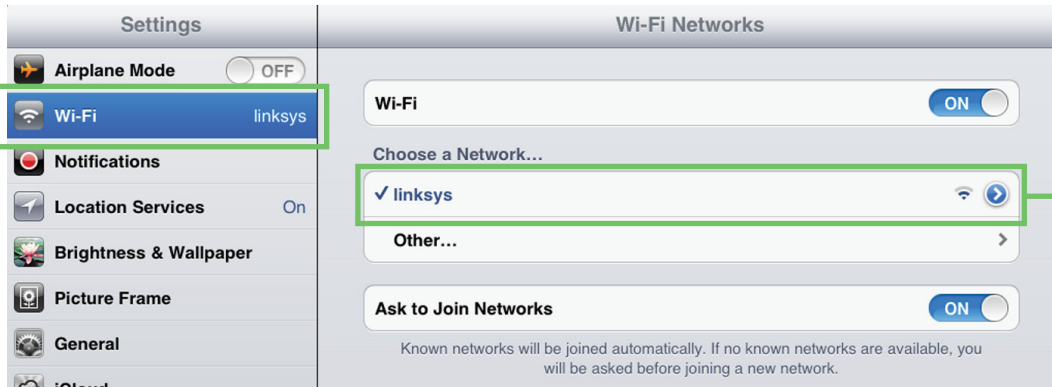 Settings
Airplane Mode OFF
Wi-Fi linksys
Notifications
Location Services On
Brightness & Wallpaper
Picture Frame
General
iCloud
Wi-Fi Networks
Wi-Fi ON
Choose a Network...
✓ linksys
Other...
Ask to Join Networks ON
Known networks will be joined automatically. If no known networks are available, you
will be asked before joining a new network.